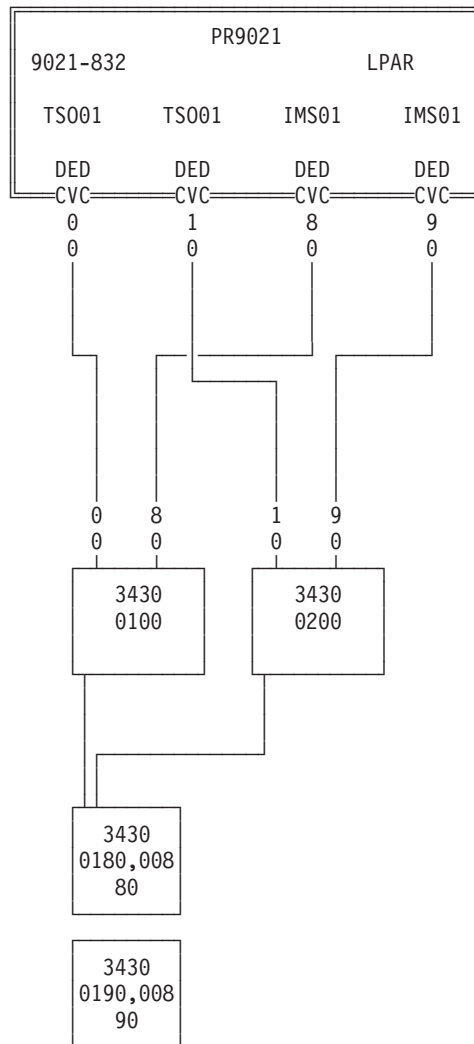 PR9021
9021-832 LPAR
TSO01 TSO01 IMS01 IMS01
DED DED DED DED
CVC CVC CVC CVC
0 1 8 9
0 0 0 0
0 8 1 9
0 0 0 0
3430 3430
0100 0200
3430
0180,008
80
3430
0190,008
90